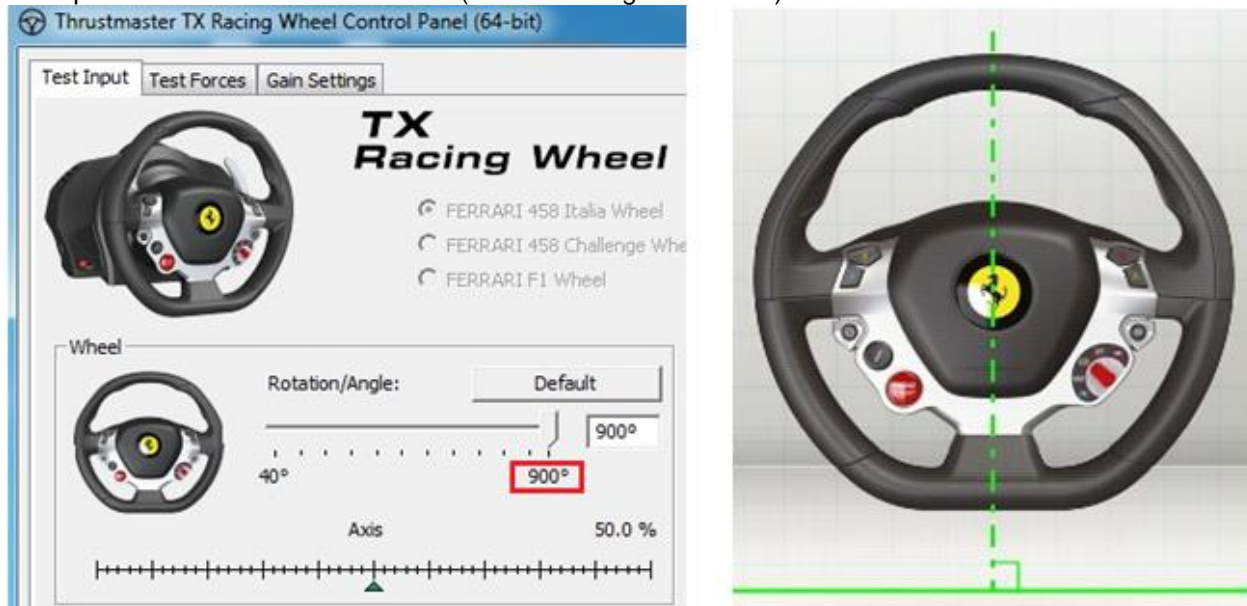 Thrustmaster TX Racing Wheel Control Panel (64-bit)
Test Input Test Forces Gain Settings
TX
Racing Wheel
FERRARI 458 Italia Wheel
FERRARI 458 Challenge Whe
FERRARI F1 Wheel
Wheel
Rotation/Angle: Default
900°
40° 900°
Axis 50.0 %